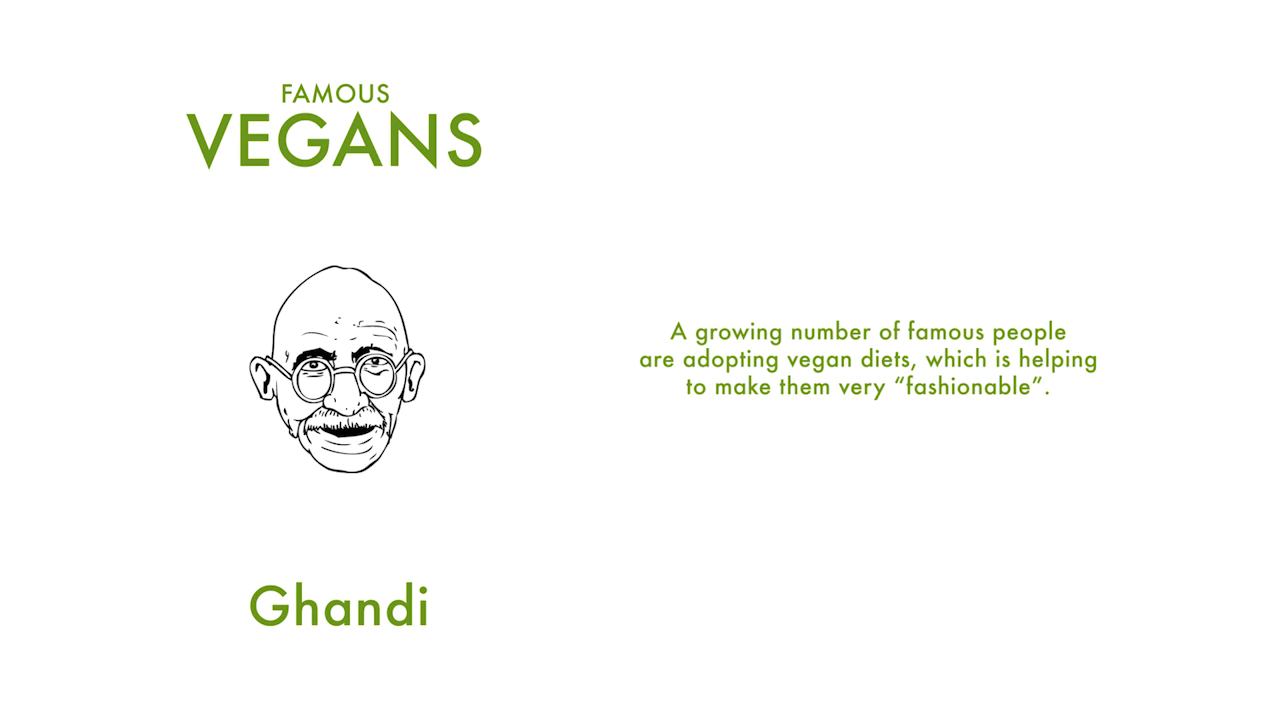 FAMOUS
VEGANS
A growing number of famous people
are adopting vegan diets, which is helping
to make them very “fashionable”.
Ghandi